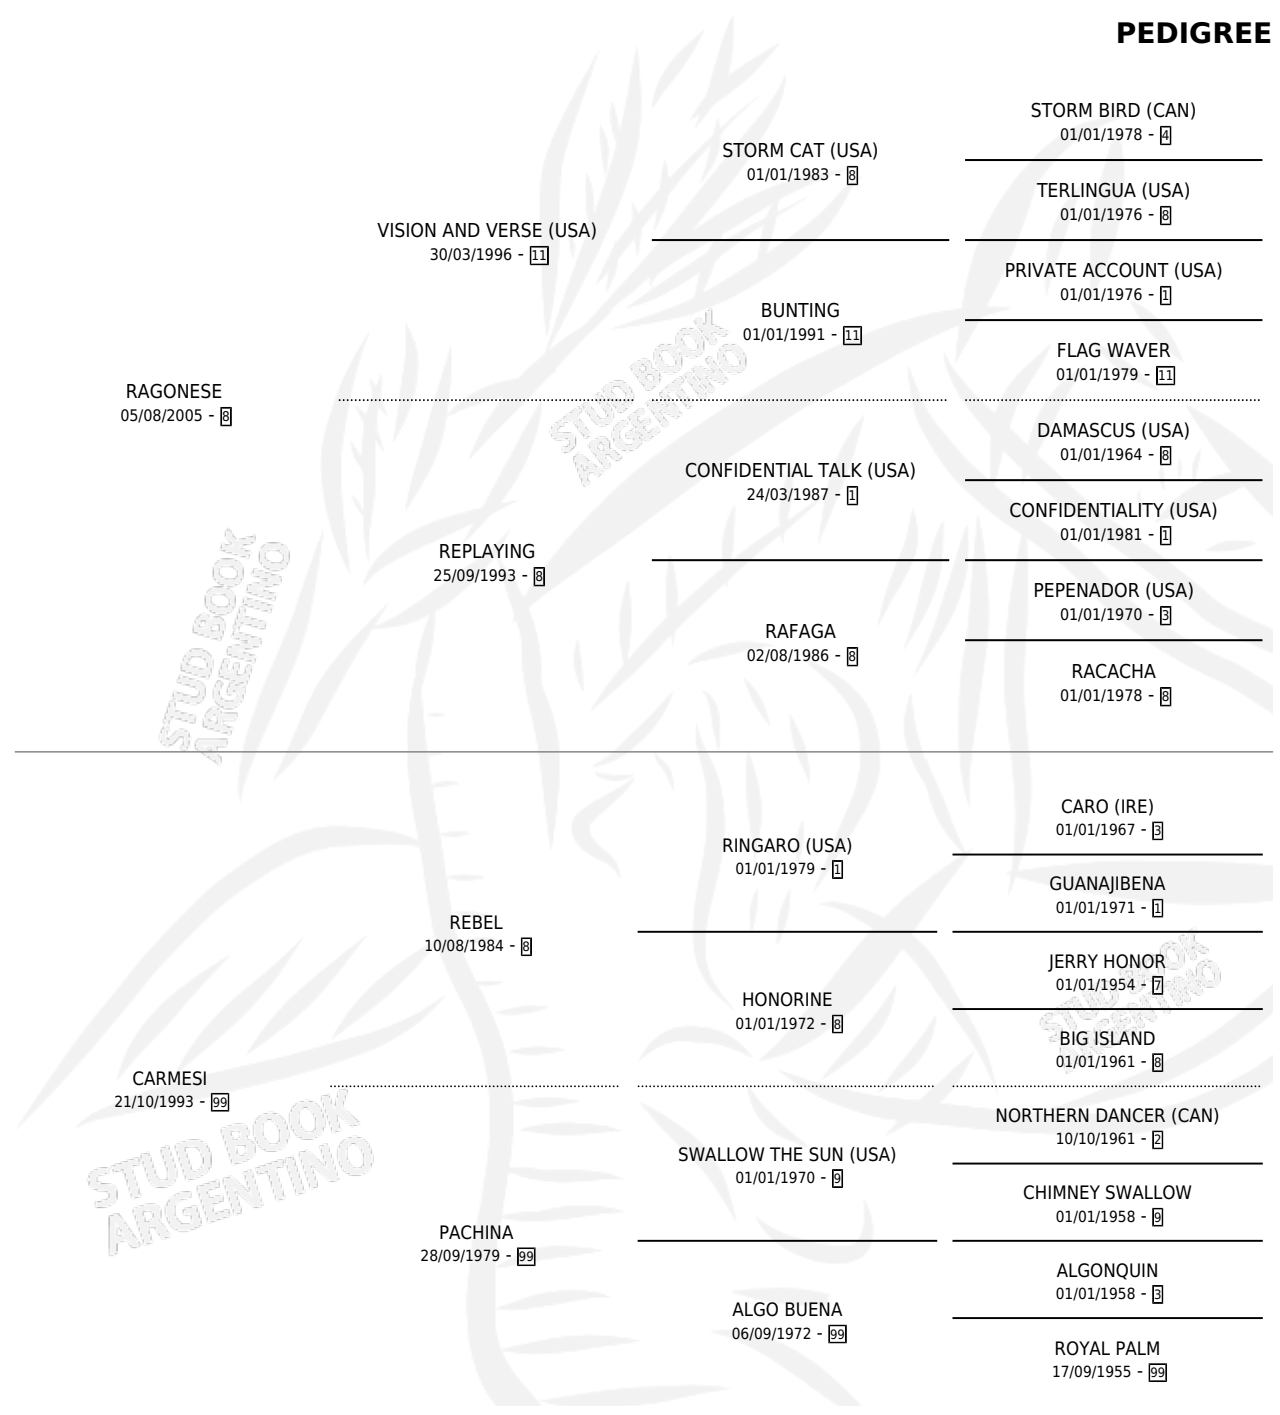 PEDIGREE
STORM BIRD (CAN)
01/01/1978 - 4
STORM CAT (USA)
01/01/1983 - 8
TERLINGUA (USA)
01/01/1976 - 8
VISION AND VERSE (USA)
30/03/1996 - 11
PRIVATE ACCOUNT (USA)
01/01/1976 - 1
BUNTING
01/01/1991 - 11
FLAG WAVER
01/01/1979 - 11
RAGONESE
05/08/2005 - 8
DAMASCUS (USA)
01/01/1964 - 8
CONFIDENTIAL TALK (USA)
24/03/1987 - 1
CONFIDENTIALITY (USA)
01/01/1981 - 1
REPLAYING
25/09/1993 - 8
PEPENADOR (USA)
01/01/1970 - 3
RAFAGA
02/08/1986 - 8
RACACHA
01/01/1978 - 8
CARO (IRE)
01/01/1967 - 3
RINGARO (USA)
01/01/1979 - 1
GUANAJIBENA
01/01/1971 - 1
REBEL
10/08/1984 - 8
JERRY HONOR
01/01/1954 - 7
HONORINE
01/01/1972 - 8
BIG ISLAND
01/01/1961 - 8
CARMESI
21/10/1993 - 99
NORTHERN DANCER (CAN)
10/10/1961 - 2
SWALLOW THE SUN (USA)
01/01/1970 - 9
CHIMNEY SWALLOW
01/01/1958 - 9
PACHINA
28/09/1979 - 99
ALGONQUIN
01/01/1958 - 3
ALGO BUENA
06/09/1972 - 99
ROYAL PALM
17/09/1955 - 99
STUD BOOK
ARGENTINO
STUD BOOK
ARGENTINO
STUD BOOK
ARGENTINO
STUD BOOK
ARGENTINO